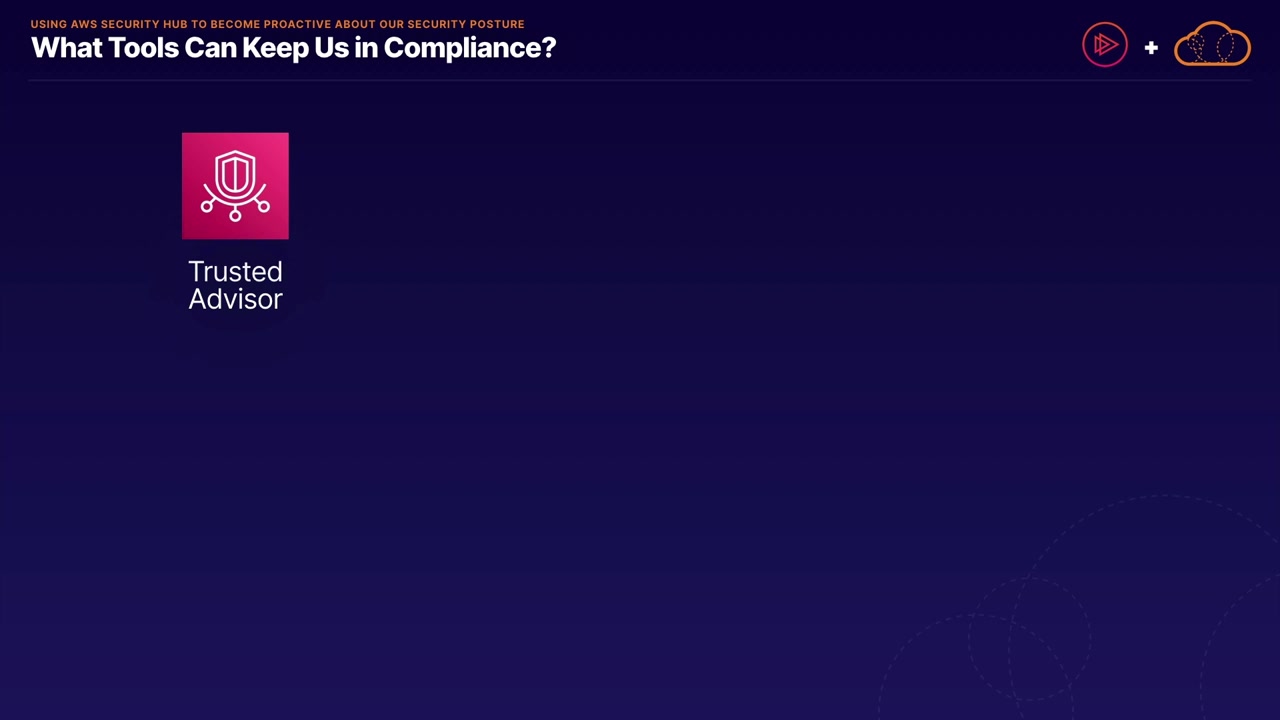 USING AWS SECURITY HUB TO BECOME PROACTIVE ABOUT OUR SECURITY POSTURE
What Tools Can Keep Us in Compliance?
+
Trusted
Advisor